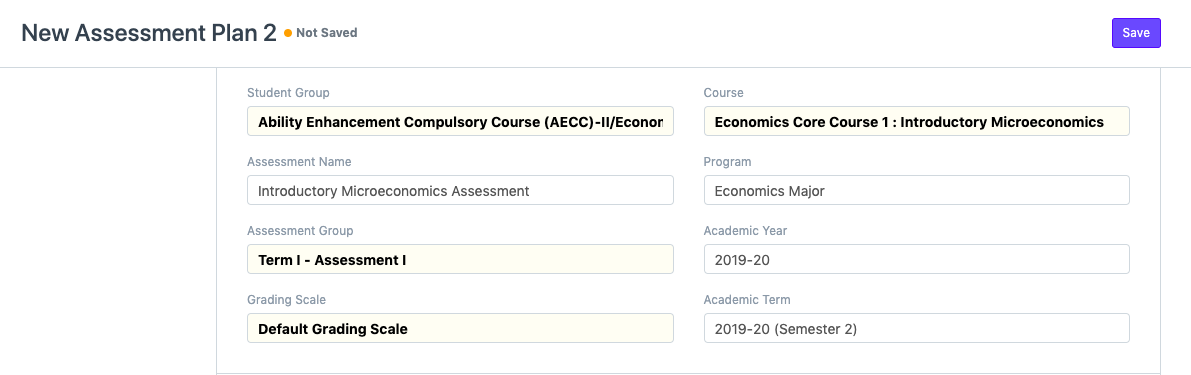 New Assessment Plan 2 Not Saved
Save
Student Group
Ability Enhancement Compulsory Course (AECC)-II/Econor
Course
Economics Core Course 1 : Introductory Microeconomics
Assessment Name
Introductory Microeconomics Assessment
Program
Economics Major
Assessment Group
Term I - Assessment I
Academic Year
2019-20
Grading Scale
Default Grading Scale
Academic Term
2019-20 (Semester 2)